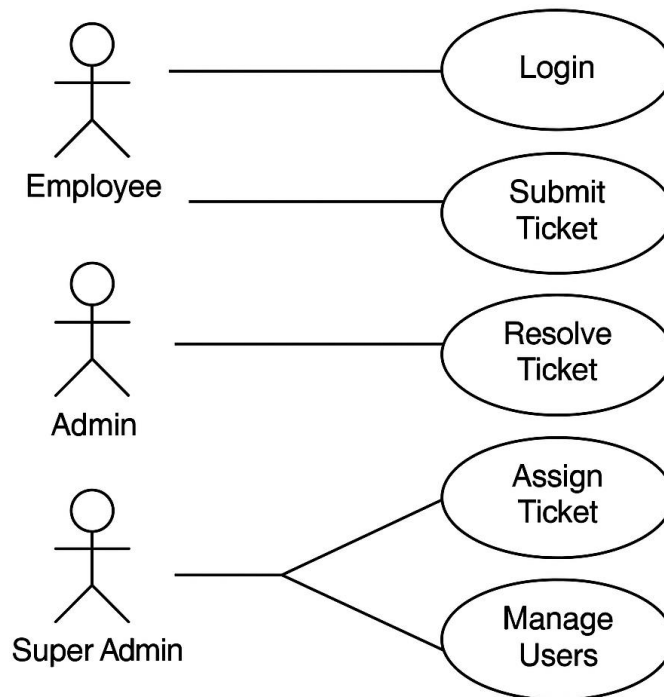 Login
Employee
Submit
Ticket
Admin
Resolve
Ticket
Super Admin
Assign
Ticket
Manage
Users